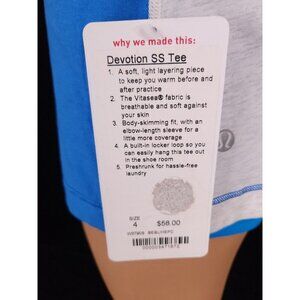 why we made this:
Devotion SS Tee
1. A soft, light layering piece
to keep you warm before and
after practice
2. The Vitasea® fabric is
breathable and soft against
your skin
3. Body-skimming fit, with an
elbow-length sleeve for a
little more coverage
4. A built-in locker loop so
you can easily hang this tee out
in the shoe room
5. Preshrunk for hassle-free
laundry
SIZE
4
$58.00